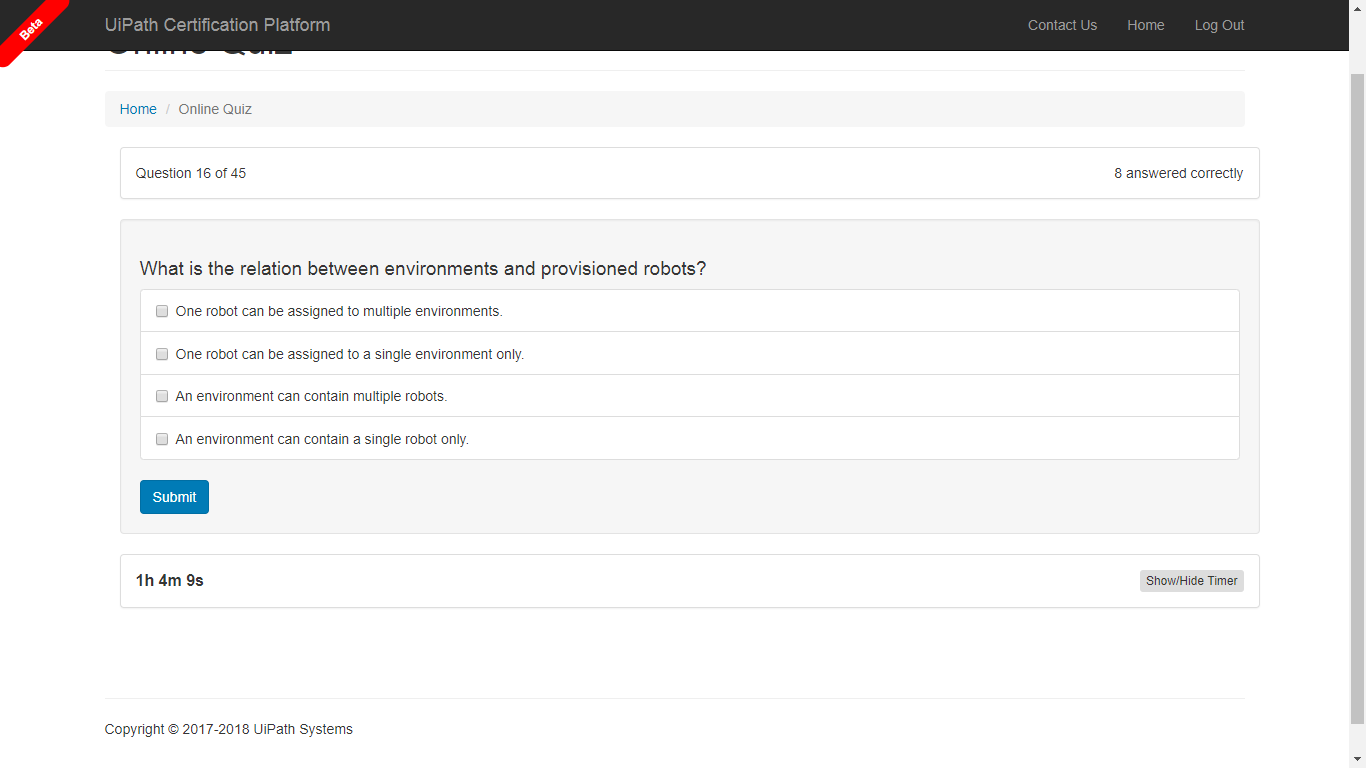 Beta
UiPath Certification Platform
Contact Us Home Log Out
Online Quiz
Home / Online Quiz
Question 16 of 45
8 answered correctly
What is the relation between environments and provisioned robots?
One robot can be assigned to multiple environments.
One robot can be assigned to a single environment only.
An environment can contain multiple robots.
An environment can contain a single robot only.
Submit
1h 4m 9s
Show/Hide Timer
Copyright © 2017-2018 UiPath Systems